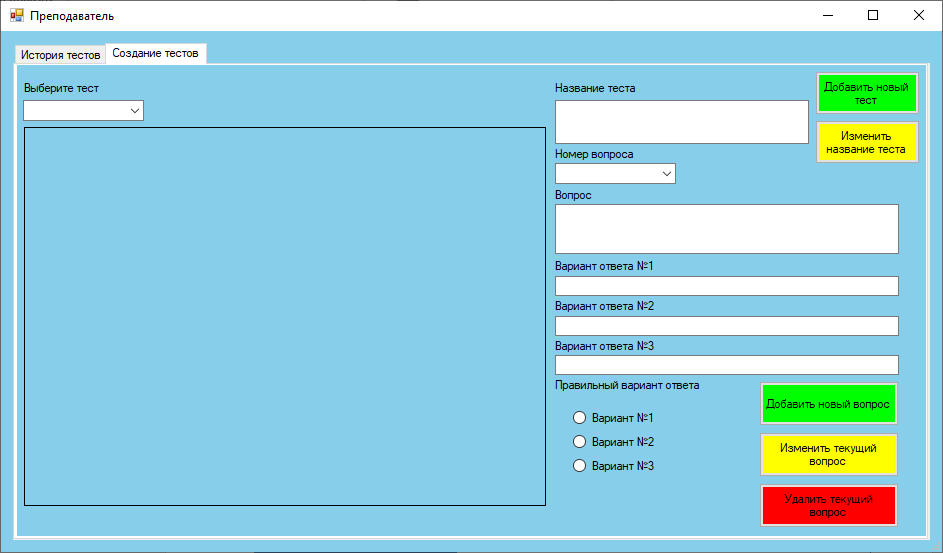 Преподаватель
История тестов
Создание тестов
Выберите тест
Название теста
Добавить новый
тест
Изменить
название теста
Номер вопроса
Вопрос
Вариант ответа №1
Вариант ответа №2
Вариант ответа №3
Правильный вариант ответа
Вариант №1
Вариант №2
Вариант №3
Добавить новый вопрос
Изменить текущий
вопрос
Удалить текущий
вопрос